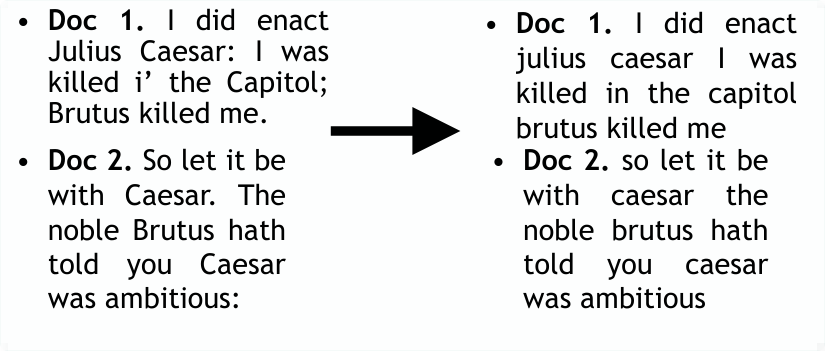 • Doc 1. I did enact
Julius Caesar: I was
killed i’ the Capitol;
Brutus killed me.
• Doc 2. So let it be
with Caesar. The
noble Brutus hath
told you Caesar
was ambitious:
• Doc 1. I did enact
julius caesar I was
killed in the capitol
brutus killed me
• Doc 2. so let it be
with caesar the
noble brutus hath
told you caesar
was ambitious